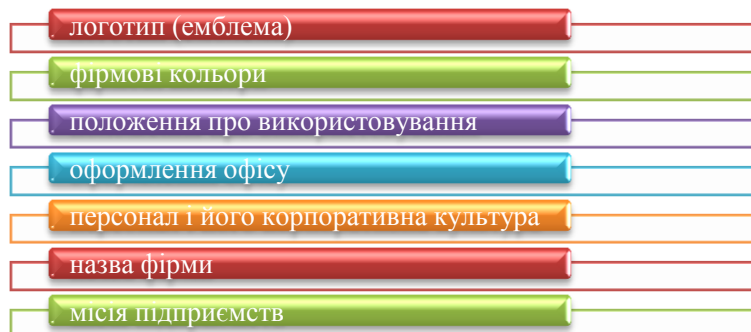 логотип (емблема)
фірмові кольори
положення про використовування
оформлення офісу
персонал і його корпоративна культура
назва фірми
місія підприємств